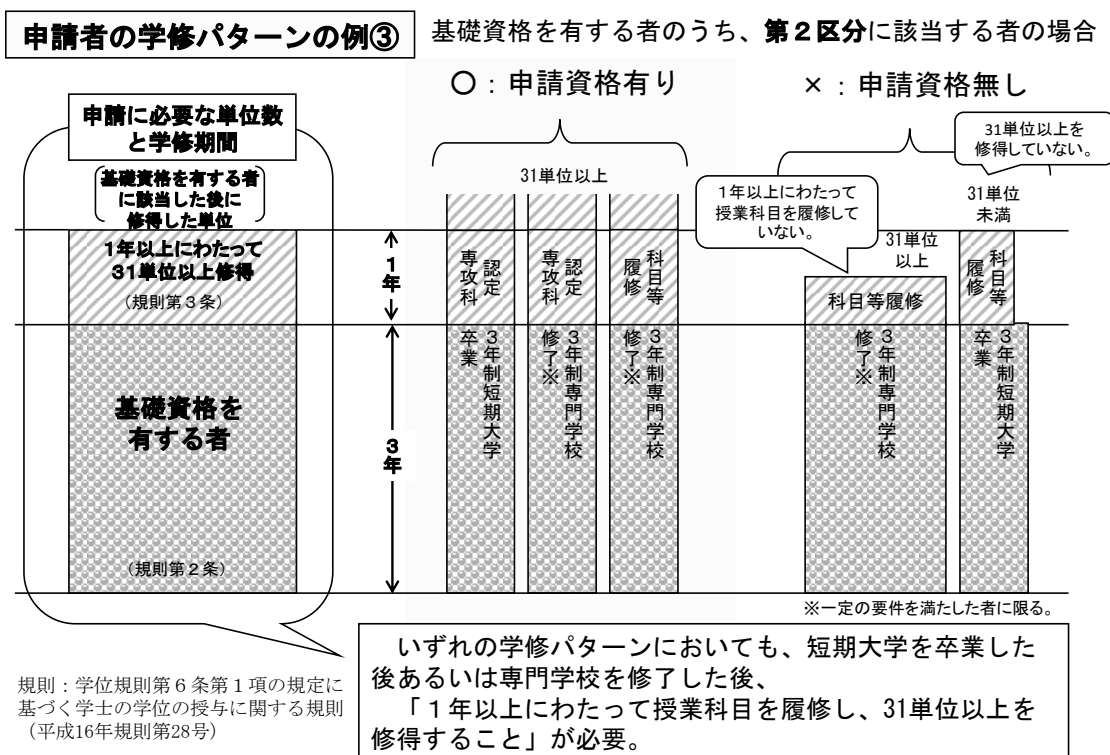 申請者の学修パターンの例③
基礎資格を有する者のうち、第２区分に該当する者の場合
○：申請資格有り
×：申請資格無し
申請に必要な単位数
と学修期間
基礎資格を有する者
に該当した後に
修得した単位
１年以上にわたって
31単位以上修得
（規則第３条）
基礎資格を
有する者
（規則第２条）
１年
３年
31単位以上
認定
専攻科
３年制短期大学
卒業
認定
専攻科
３年制専門学校
修了※
科目等
履修
３年制専門学校
修了※
１年以上にわたって
授業科目を履修して
いない。
31単位
以上
科目等履修
３年制専門学校
修了※
31単位以上を
修得していない。
31単位
未満
科目等
履修
３年制短期大学
卒業
※一定の要件を満たした者に限る。
いずれの学修パターンにおいても、短期大学を卒業した
後あるいは専門学校を修了した後、
「１年以上にわたって授業科目を履修し、31単位以上を
修得すること」が必要。
規則：学位規則第６条第１項の規定に
基づく学士の学位の授与に関する規則
（平成16年規則第28号）